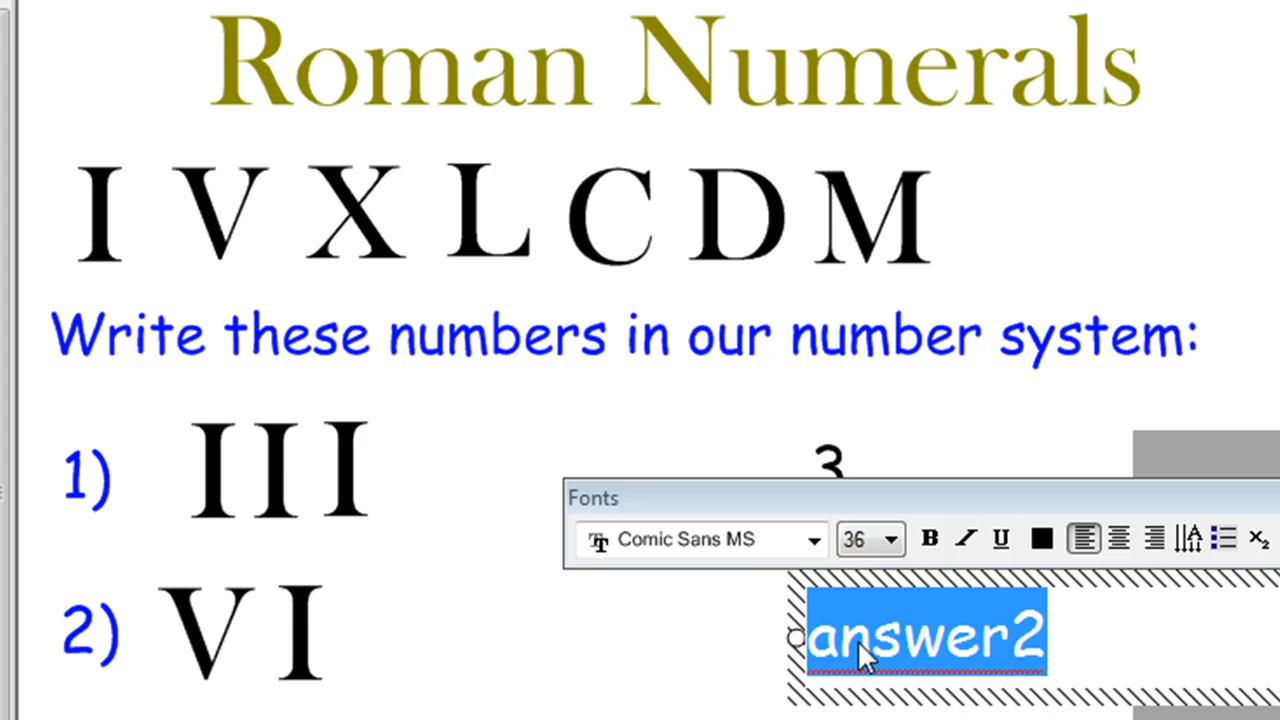 Roman Numerals
I V X L C D M
Write these numbers in our number system:
1) III 3
Fonts
Comic Sans MS 36 B I U A X₂
2) VI answer2